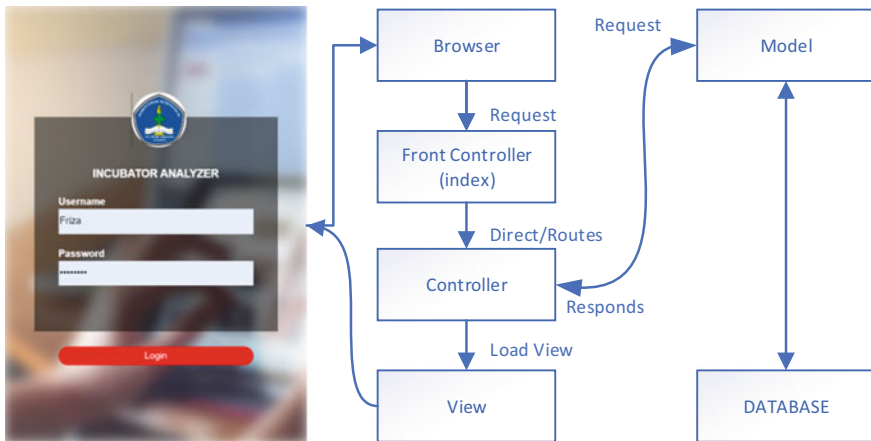 INCUBATOR ANALYZER
Username
Friza
Password
••••••••
Login
Browser
Request
Front Controller
(index)
Direct/Routes
Controller
Load View
View
Request
Responds
Model
DATABASE